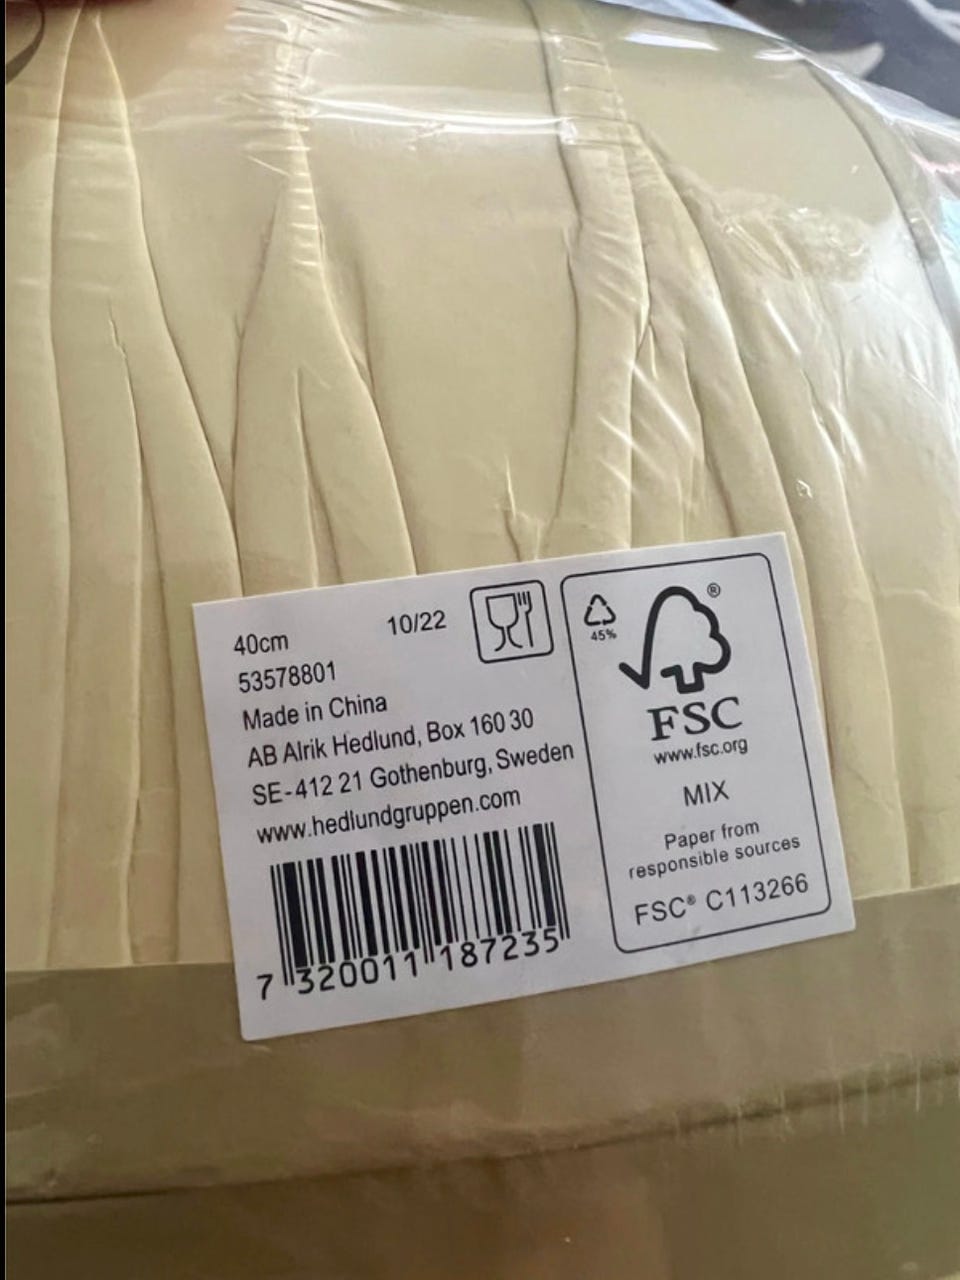 40cm
10/22
53578801
Made in China
AB Alrik Hedlund, Box 160 30
SE-412 21 Gothenburg, Sweden
www.hedlundgruppen.com
7 320011 187235
45%
®
FSC
www.fsc.org
MIX
Paper from
responsible sources
FSC® C113266